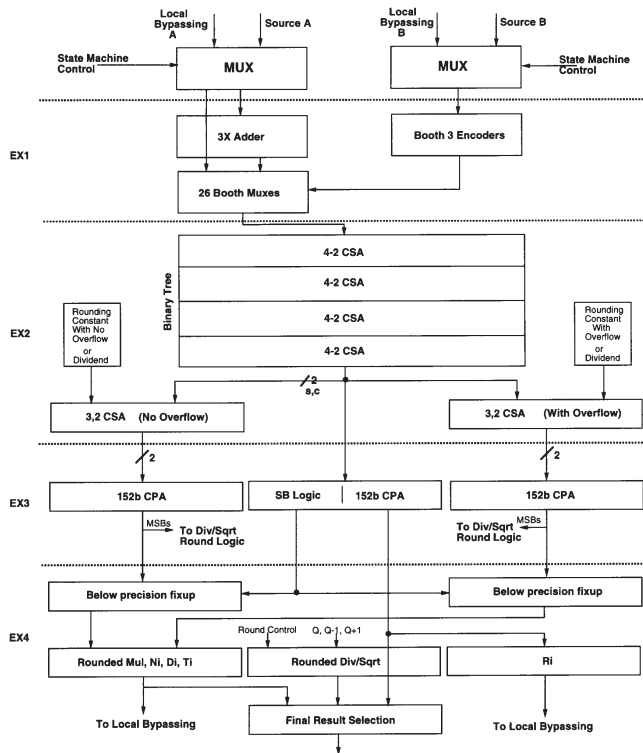 Local
Bypassing
A
Source A
Local
Bypassing
B
Source B
State Machine
Control
MUX
MUX
State Machine
Control
EX1
3X Adder
Booth 3 Encoders
26 Booth Muxes
EX2
Binary Tree
4-2 CSA
4-2 CSA
4-2 CSA
4-2 CSA
Rounding
Constant
With No
Overflow
or
Dividend
Rounding
Constant
With
Overflow
or
Dividend
2
s,c
3,2 CSA (No Overflow)
3,2 CSA (With Overflow)
2
2
EX3
152b CPA
SB Logic | 152b CPA
152b CPA
MSBs
To Div/Sqrt
Round Logic
MSBs
To Div/Sqrt
Round Logic
Below precision fixup
Below precision fixup
EX4
Round Control
Q, Q-1, Q+1
Rounded Mul, Ni, Di, Ti
Rounded Div/Sqrt
Ri
To Local Bypassing
Final Result Selection
To Local Bypassing